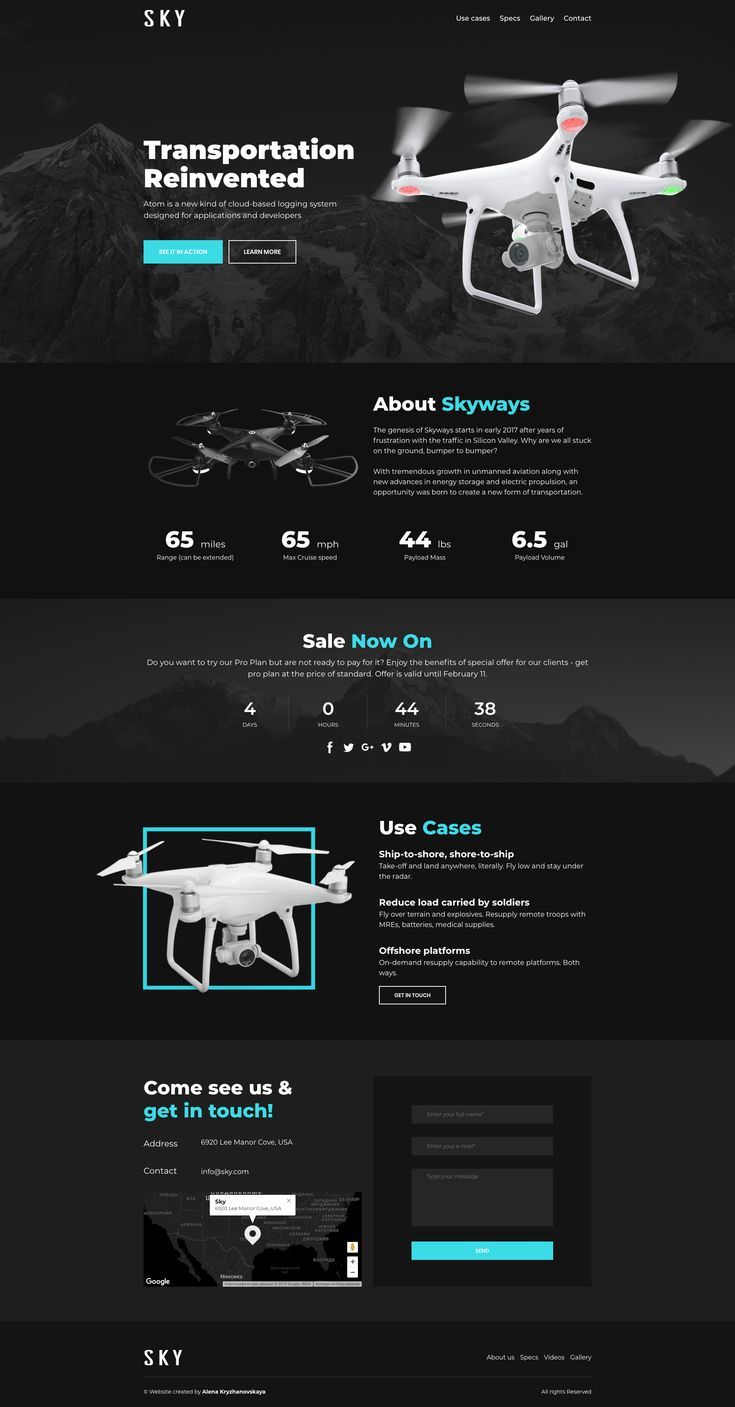 SKY
Use cases Specs Gallery Contact
Transportation
Reinvented
Atom is a new kind of cloud-based logging system
designed for applications and developers
SEE IT IN ACTION LEARN MORE
About Skyways
The genesis of Skyways starts in early 2017 after years of
frustration with the traffic in Silicon Valley. Why are we all stuck
on the ground, bumper to bumper?
With tremendous growth in unmanned aviation along with
new advances in energy storage and electric propulsion, an
opportunity was born to create a new form of transportation.
65 miles
Range (can be extended)
65 mph
Max Cruise speed
44 lbs
Payload Mass
6.5 gal
Payload Volume
Sale Now On
Do you want to try our Pro Plan but are not ready to pay for it? Enjoy the benefits of special offer for our clients - get
pro plan at the price of standard. Offer is valid until February 11.
4
DAYS
0
HOURS
44
MINUTES
38
SECONDS
Use Cases
Ship-to-shore, shore-to-ship
Take-off and land anywhere, literally. Fly low and stay under
the radar.
Reduce load carried by soldiers
Fly over terrain and explosives. Resupply remote troops with
MREs, batteries, medical supplies.
Offshore platforms
On-demand resupply capability to remote platforms. Both
ways.
GET IN TOUCH
Come see us &
get in touch!
Address 6920 Lee Manor Cove, USA
Contact info@sky.com
Sky
6920 Lee Manor Cove, USA
НЕВАДА
ЮТА
КАЛИФОРНИЯ
АРИЗОНА
АРКАНЗАС
МИССИСИПИ
ДЖОРДЖИЯ
ЛУИЗИАНА
ФЛОРИДА
Мексика
Google
Enter your full name*
Enter your e-mail*
Type your message
SEND
SKY
About us Specs Videos Gallery
© Website created by Alena Kryzhanovskaya
All rights Reserved